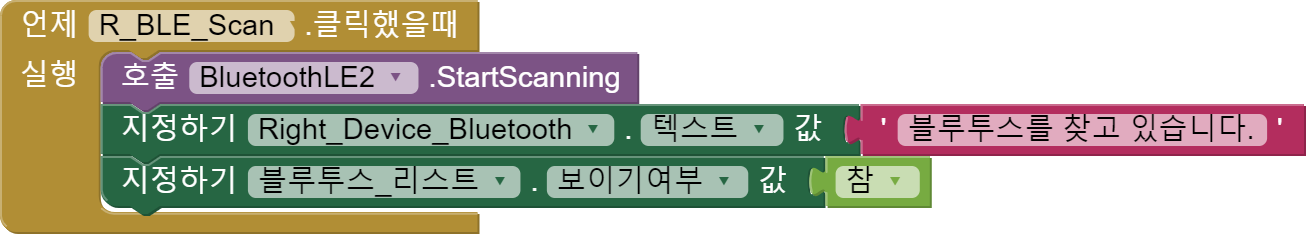 언제 R_BLE_Scan .클릭했을때
실행 호출 BluetoothLE2 .StartScanning
지정하기 Right_Device_Bluetooth . 텍스트 값 ' 블루투스를 찾고 있습니다. '
지정하기 블루투스_리스트 . 보이기여부 값 참